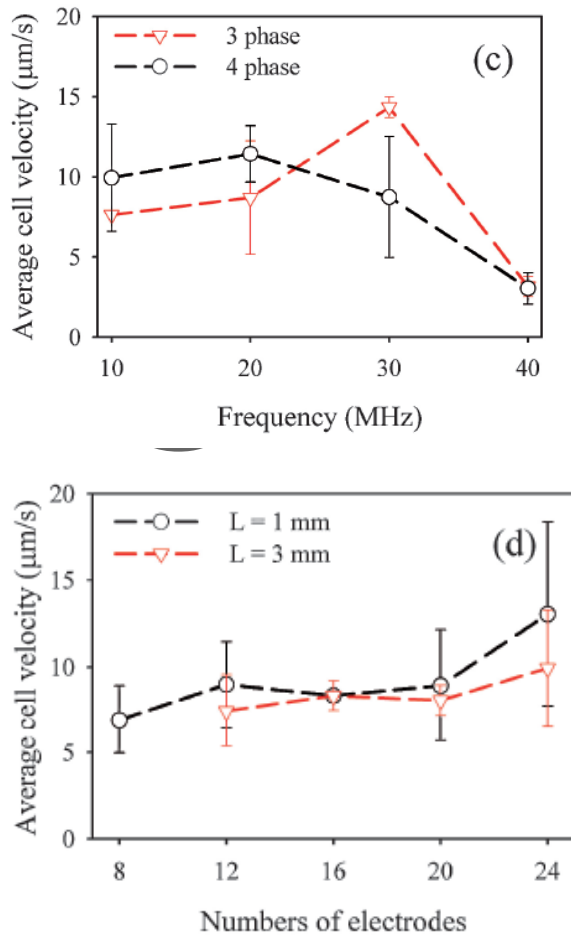 20
3 phase
4 phase
(c)
15
10
5
0
Average cell velocity (μm/s)
10 20 30 40
Frequency (MHz)
20
L = 1 mm
L = 3 mm
(d)
15
10
5
0
Average cell velocity (μm/s)
8 12 16 20 24
Numbers of electrodes